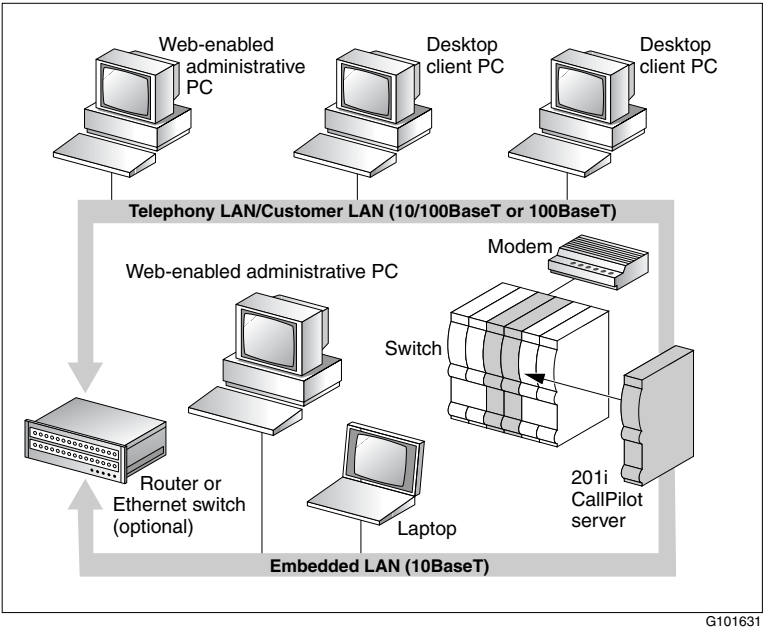 Web-enabled
administrative
PC
Desktop
client PC
Desktop
client PC
Telephony LAN/Customer LAN (10/100BaseT or 100BaseT)
Modem
Web-enabled administrative PC
Switch
Router or
Ethernet switch
(optional)
Laptop
201i
CallPilot
server
Embedded LAN (10BaseT)
G101631